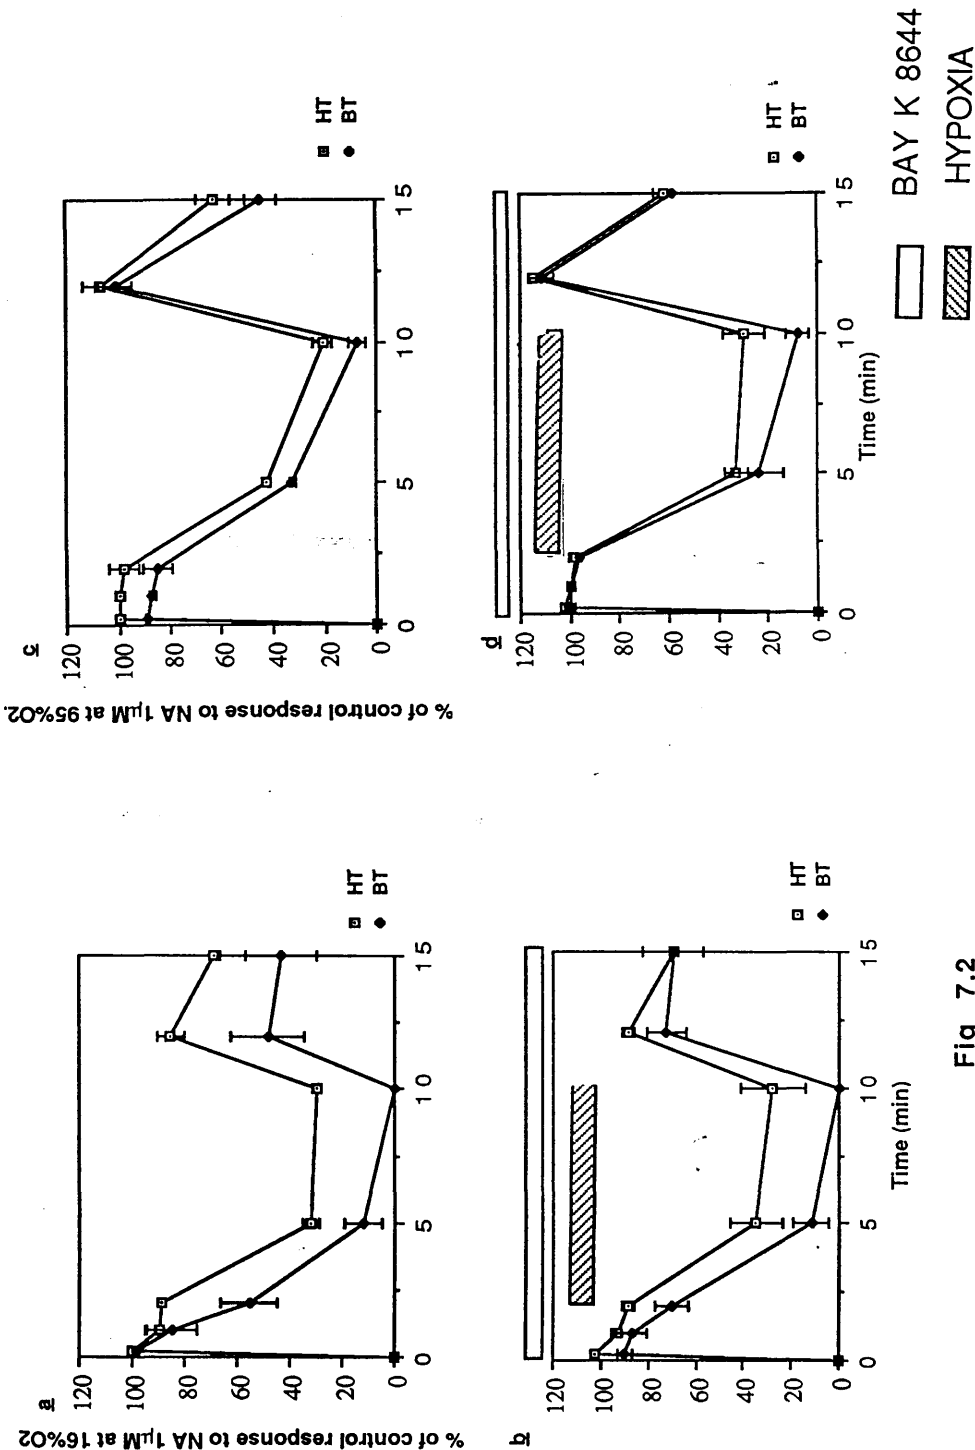 a
% of control response to NA 1µM at 16%O2
120
100
80
60
40
20
0
0
5
10
15
HT
BT
b
120
100
80
60
40
20
0
0
5
10
15
Time (min)
HT
BT
c
% of control response to NA 1µM at 95%O2.
120
100
80
60
40
20
0
0
5
10
15
HT
BT
d
120
100
80
60
40
20
0
0
5
10
15
Time (min)
HT
BT
BAY K 8644
HYPOXIA
Fig 7.2